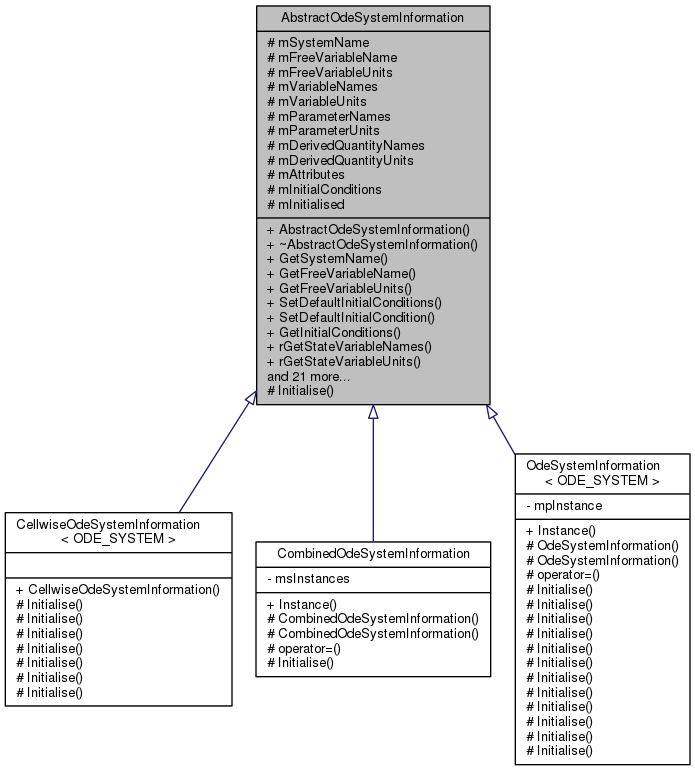 AbstractOdeSystemInformation
# mSystemName
# mFreeVariableName
# mFreeVariableUnits
# mVariableNames
# mVariableUnits
# mParameterNames
# mParameterUnits
# mDerivedQuantityNames
# mDerivedQuantityUnits
# mAttributes
# mInitialConditions
# mInitialised
+ AbstractOdeSystemInformation()
+ ~AbstractOdeSystemInformation()
+ GetSystemName()
+ GetFreeVariableName()
+ GetFreeVariableUnits()
+ SetDefaultInitialConditions()
+ SetDefaultInitialCondition()
+ GetInitialConditions()
+ rGetStateVariableNames()
+ rGetStateVariableUnits()
and 21 more...
# Initialise()
CellwiseOdeSystemInformation
< ODE_SYSTEM >
+ CellwiseOdeSystemInformation()
# Initialise()
# Initialise()
# Initialise()
# Initialise()
# Initialise()
# Initialise()
# Initialise()
CombinedOdeSystemInformation
- msInstances
+ Instance()
# CombinedOdeSystemInformation()
# CombinedOdeSystemInformation()
# operator=()
# Initialise()
OdeSystemInformation
< ODE_SYSTEM >
- mpInstance
+ Instance()
# OdeSystemInformation()
# OdeSystemInformation()
# operator=()
# Initialise()
# Initialise()
# Initialise()
# Initialise()
# Initialise()
# Initialise()
# Initialise()
# Initialise()
# Initialise()
# Initialise()
# Initialise()
# Initialise()